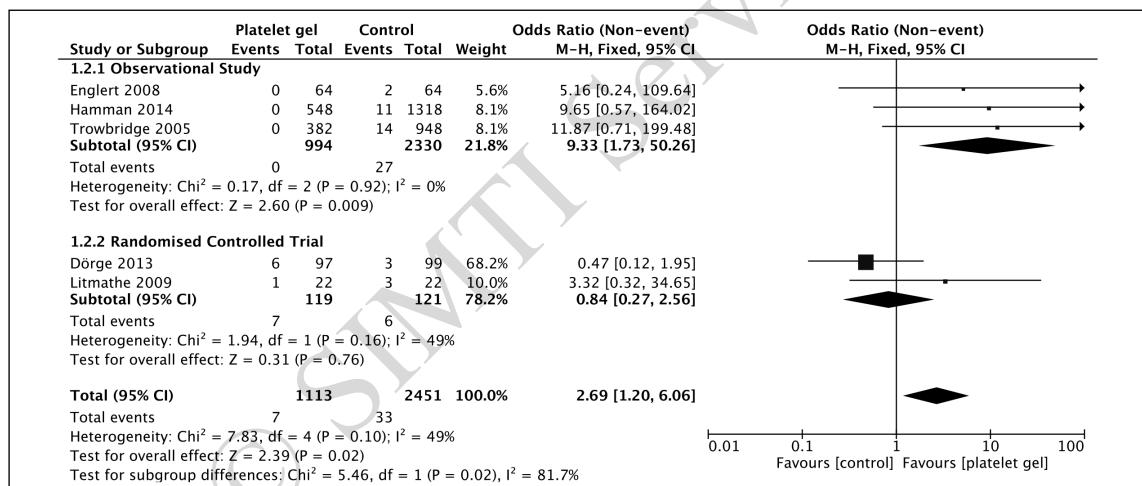 Platelet gel Control Odds Ratio (Non-event) Odds Ratio (Non-event)
Study or Subgroup Events Total Events Total Weight M-H, Fixed, 95% CI M-H, Fixed, 95% CI
1.2.1 Observational Study
Englert 2008 0 64 2 64 5.6% 5.16 [0.24, 109.64]
Hamman 2014 0 548 11 1318 8.1% 9.65 [0.57, 164.02]
Trowbridge 2005 0 382 14 948 8.1% 11.87 [0.71, 199.48]
Subtotal (95% CI) 994 2330 21.8% 9.33 [1.73, 50.26]
Total events 0 27
Heterogeneity: Chi² = 0.17, df = 2 (P = 0.92); I² = 0%
Test for overall effect: Z = 2.60 (P = 0.009)
1.2.2 Randomised Controlled Trial
Dörge 2013 6 97 3 99 68.2% 0.47 [0.12, 1.95]
Litmathe 2009 1 22 3 22 10.0% 3.32 [0.32, 34.65]
Subtotal (95% CI) 119 121 78.2% 0.84 [0.27, 2.56]
Total events 7 6
Heterogeneity: Chi² = 1.94, df = 1 (P = 0.16); I² = 49%
Test for overall effect: Z = 0.31 (P = 0.76)
Total (95% CI) 1113 2451 100.0% 2.69 [1.20, 6.06]
Total events 7 33
Heterogeneity: Chi² = 7.83, df = 4 (P = 0.10); I² = 49%
Test for overall effect: Z = 2.39 (P = 0.02)
Test for subgroup differences: Chi² = 5.46, df = 1 (P = 0.02), I² = 81.7%
0.01 0.1 1 10 100
Favours [control] Favours [platelet gel]
© SIMTI Servi